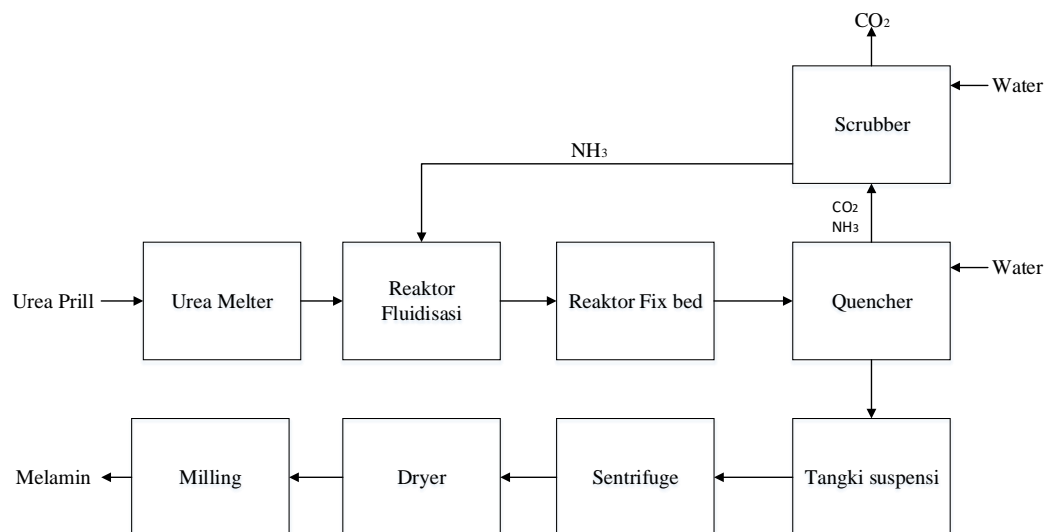 CO₂
Water
Scrubber
NH₃
CO₂
NH₃
Water
Urea Prill
Urea Melter
Reaktor
Fluidisasi
Reaktor Fix bed
Quencher
Melamin
Milling
Dryer
Sentrifuge
Tangki suspensi